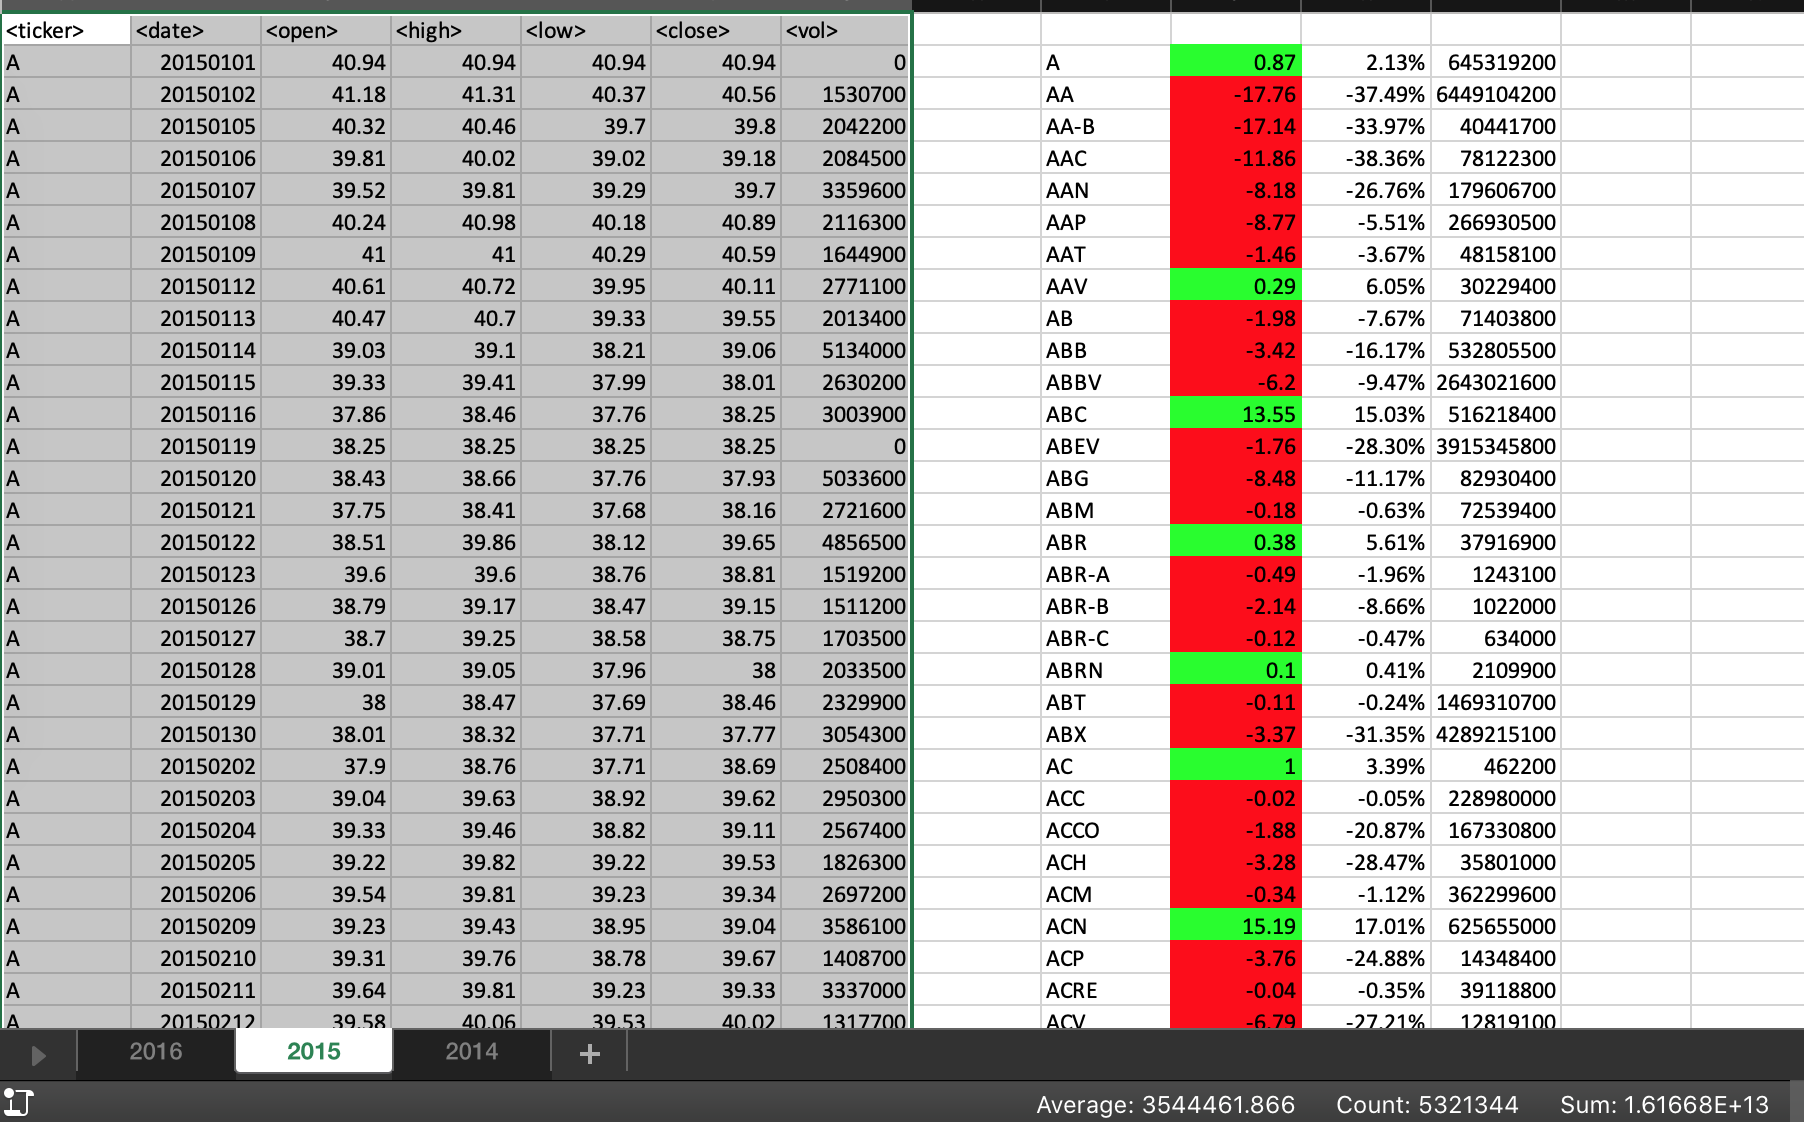 <ticker> <date> <open> <high> <low> <close> <vol>
A 20150101 40.94 40.94 40.94 40.94 0 A 0.87 2.13% 645319200
A 20150102 41.18 41.31 40.37 40.56 1530700 AA -17.76 -37.49% 6449104200
A 20150105 40.32 40.46 39.7 39.8 2042200 AA-B -17.14 -33.97% 40441700
A 20150106 39.81 40.02 39.02 39.18 2084500 AAC -11.86 -38.36% 78122300
A 20150107 39.52 39.81 39.29 39.7 3359600 AAN -8.18 -26.76% 179606700
A 20150108 40.24 40.98 40.18 40.89 2116300 AAP -8.77 -5.51% 266930500
A 20150109 41 41 40.29 40.59 1644900 AAT -1.46 -3.67% 48158100
A 20150112 40.61 40.72 39.95 40.11 2771100 AAV 0.29 6.05% 30229400
A 20150113 40.47 40.7 39.33 39.55 2013400 AB -1.98 -7.67% 71403800
A 20150114 39.03 39.1 38.21 39.06 5134000 ABB -3.42 -16.17% 532805500
A 20150115 39.33 39.41 37.99 38.01 2630200 ABBV -6.2 -9.47% 2643021600
A 20150116 37.86 38.46 37.76 38.25 3003900 ABC 13.55 15.03% 516218400
A 20150119 38.25 38.25 38.25 38.25 0 ABEV -1.76 -28.30% 3915345800
A 20150120 38.43 38.66 37.76 37.93 5033600 ABG -8.48 -11.17% 82930400
A 20150121 37.75 38.41 37.68 38.16 2721600 ABM -0.18 -0.63% 72539400
A 20150122 38.51 39.86 38.12 39.65 4856500 ABR 0.38 5.61% 37916900
A 20150123 39.6 39.6 38.76 38.81 1519200 ABR-A -0.49 -1.96% 1243100
A 20150126 38.79 39.17 38.47 39.15 1511200 ABR-B -2.14 -8.66% 1022000
A 20150127 38.7 39.25 38.58 38.75 1703500 ABR-C -0.12 -0.47% 634000
A 20150128 39.01 39.05 37.96 38 2033500 ABRN 0.1 0.41% 2109900
A 20150129 38 38.47 37.69 38.46 2329900 ABT -0.11 -0.24% 1469310700
A 20150130 38.01 38.32 37.71 37.77 3054300 ABX -3.37 -31.35% 4289215100
A 20150202 37.9 38.76 37.71 38.69 2508400 AC 1 3.39% 462200
A 20150203 39.04 39.63 38.92 39.62 2950300 ACC -0.02 -0.05% 228980000
A 20150204 39.33 39.46 38.82 39.11 2567400 ACCO -1.88 -20.87% 167330800
A 20150205 39.22 39.82 39.22 39.53 1826300 ACH -3.28 -28.47% 35801000
A 20150206 39.54 39.81 39.23 39.34 2697200 ACM -0.34 -1.12% 362299600
A 20150209 39.23 39.43 38.95 39.04 3586100 ACN 15.19 17.01% 625655000
A 20150210 39.31 39.76 38.78 39.67 1408700 ACP -3.76 -24.88% 14348400
A 20150211 39.64 39.81 39.23 39.33 3337000 ACRE -0.04 -0.35% 39118800
A 20150212 39.58 40.06 39.53 40.02 1317700 ACV -6.79 -27.21% 12819100
2016 2015 2014 +
Average: 3544461.866 Count: 5321344 Sum: 1.61668E+13